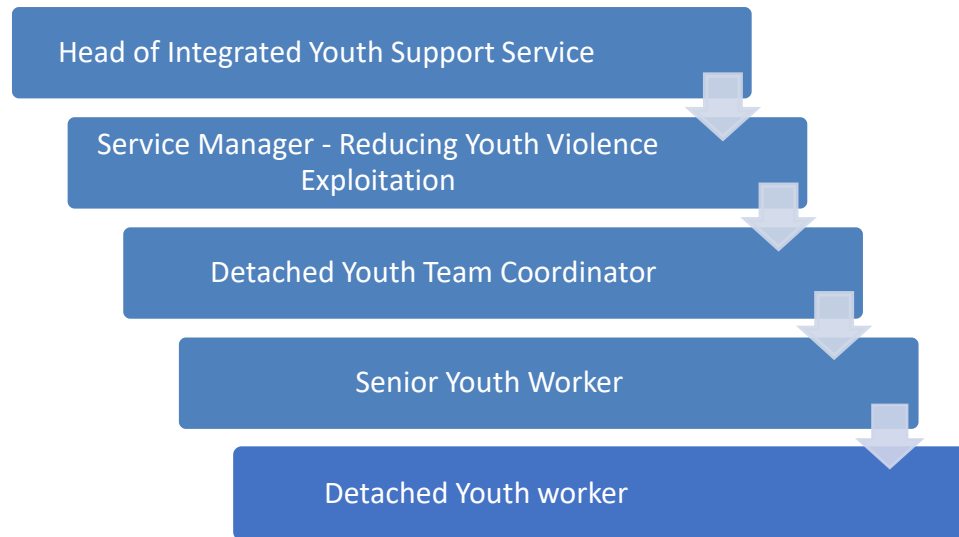 Head of Integrated Youth Support Service
Service Manager - Reducing Youth Violence
Exploitation
Detached Youth Team Coordinator
Senior Youth Worker
Detached Youth worker